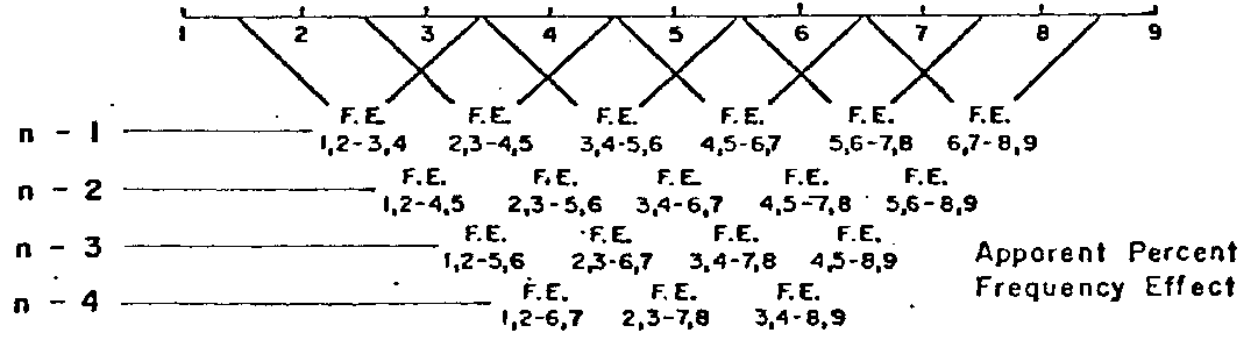 1 2 3 4 5 6 7 8 9
F.E. F.E. F.E. F.E. F.E. F.E.
n - 1 1,2-3,4 2,3-4,5 3,4-5,6 4,5-6,7 5,6-7,8 6,7-8,9
F.E. F.E. F.E. F.E. F.E.
n - 2 1,2-4,5 2,3-5,6 3,4-6,7 4,5-7,8 5,6-8,9
F.E. F.E. F.E. F.E.
n - 3 1,2-5,6 2,3-6,7 3,4-7,8 4,5-8,9 Apparent Percent
F.E. F.E. F.E. Frequency Effect
n - 4 1,2-6,7 2,3-7,8 3,4-8,9